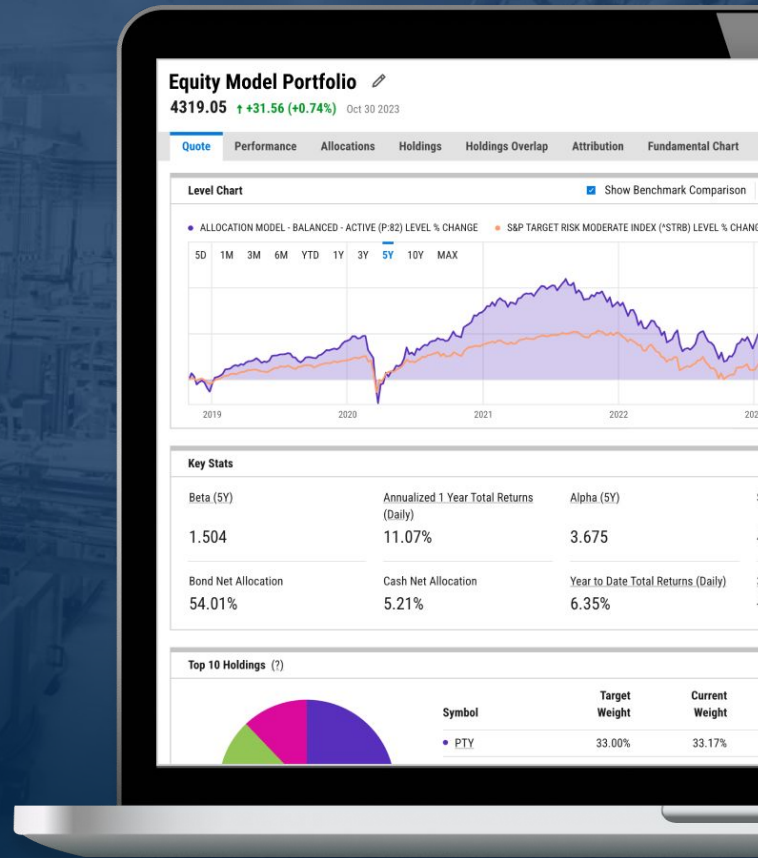 Equity Model Portfolio
4319.05 ↑ +31.56 (+0.74%) Oct 30 2023
Quote Performance Allocations Holdings Holdings Overlap Attribution Fundamental Chart
Level Chart Show Benchmark Comparison
ALLOCATION MODEL - BALANCED - ACTIVE (P:82) LEVEL % CHANGE S&P TARGET RISK MODERATE INDEX (^STRB) LEVEL %
5D 1M 3M 6M YTD 1Y 3Y 5Y 10Y MAX
2019 2020 2021 2022
Key Stats
Beta (5Y) Annualized 1 Year Total Returns (Daily) Alpha (5Y)
1.504 11.07% 3.675
Bond Net Allocation Cash Net Allocation Year to Date Total Returns (Daily)
54.01% 5.21% 6.35%
Top 10 Holdings (?)
Symbol Target Weight Current Weight
PTY 33.00% 33.17%